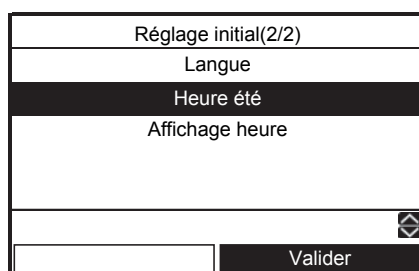 Réglage initial(2/2)
Langue
Heure été
Affichage heure
Valider